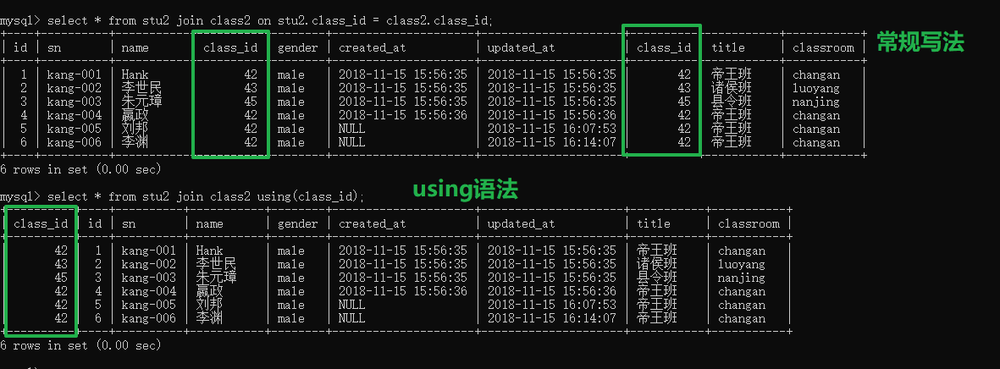 mysql> select * from stu2 join class2 on stu2.class_id = class2.class_id;
常规写法
| id | sn | name | class_id | gender | created_at | updated_at | class_id | title | classroom |
| 1 | kang-001 | Hank | 42 | male | 2018-11-15 15:56:35 | 2018-11-15 15:56:35 | 42 | 帝王班 | changan |
| 2 | kang-002 | 李世民 | 43 | male | 2018-11-15 15:56:35 | 2018-11-15 15:56:35 | 43 | 诸侯班 | luoyang |
| 3 | kang-003 | 朱元璋 | 45 | male | 2018-11-15 15:56:35 | 2018-11-15 15:56:35 | 45 | 县令班 | nanjing |
| 4 | kang-004 | 嬴政 | 42 | male | 2018-11-15 15:56:36 | 2018-11-15 15:56:36 | 42 | 帝王班 | changan |
| 5 | kang-005 | 刘邦 | 42 | male | NULL | 2018-11-15 16:07:53 | 42 | 帝王班 | changan |
| 6 | kang-006 | 李渊 | 42 | male | NULL | 2018-11-15 16:14:07 | 42 | 帝王班 | changan |
6 rows in set (0.00 sec)
using语法
mysql> select * from stu2 join class2 using(class_id);
| class_id | id | sn | name | gender | created_at | updated_at | title | classroom |
| 42 | 1 | kang-001 | Hank | male | 2018-11-15 15:56:35 | 2018-11-15 15:56:35 | 帝王班 | changan |
| 43 | 2 | kang-002 | 李世民 | male | 2018-11-15 15:56:35 | 2018-11-15 15:56:35 | 诸侯班 | luoyang |
| 45 | 3 | kang-003 | 朱元璋 | male | 2018-11-15 15:56:35 | 2018-11-15 15:56:35 | 县令班 | nanjing |
| 42 | 4 | kang-004 | 嬴政 | male | 2018-11-15 15:56:36 | 2018-11-15 15:56:36 | 帝王班 | changan |
| 42 | 5 | kang-005 | 刘邦 | male | NULL | 2018-11-15 16:07:53 | 帝王班 | changan |
| 42 | 6 | kang-006 | 李渊 | male | NULL | 2018-11-15 16:14:07 | 帝王班 | changan |
6 rows in set (0.00 sec)